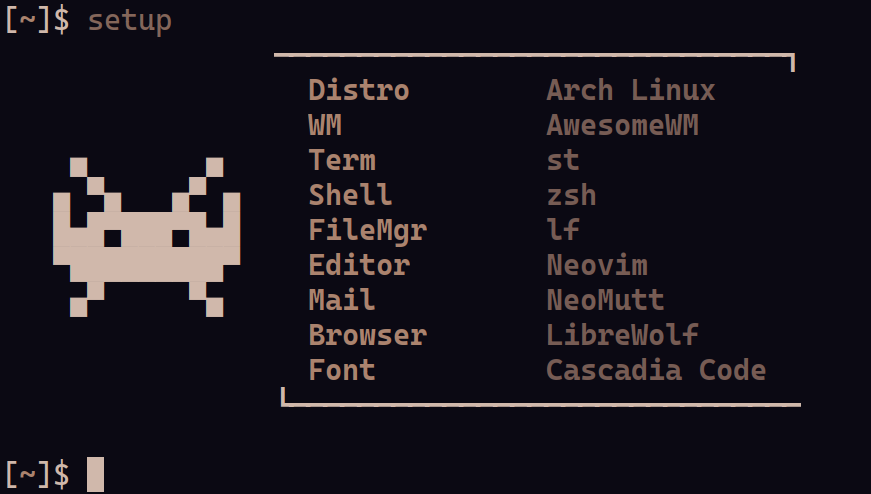 [~]$ setup
Distro Arch Linux
WM AwesomeWM
Term st
Shell zsh
FileMgr lf
Editor Neovim
Mail NeoMutt
Browser LibreWolf
Font Cascadia Code
[~]$